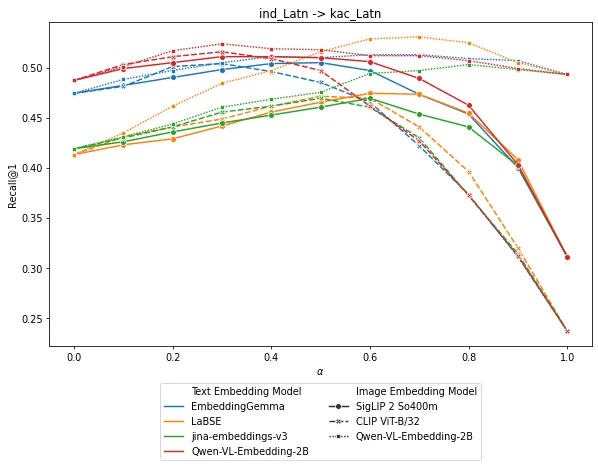 ind_Latn -> kac_Latn
Recall@1
0.50
0.45
0.40
0.35
0.30
0.25
0.0 0.2 0.4 0.6 0.8 1.0
α
Text Embedding Model Image Embedding Model
EmbeddingGemma SigLIP 2 So400m
LaBSE CLIP ViT-B/32
jina-embeddings-v3 Qwen-VL-Embedding-2B
Qwen-VL-Embedding-2B